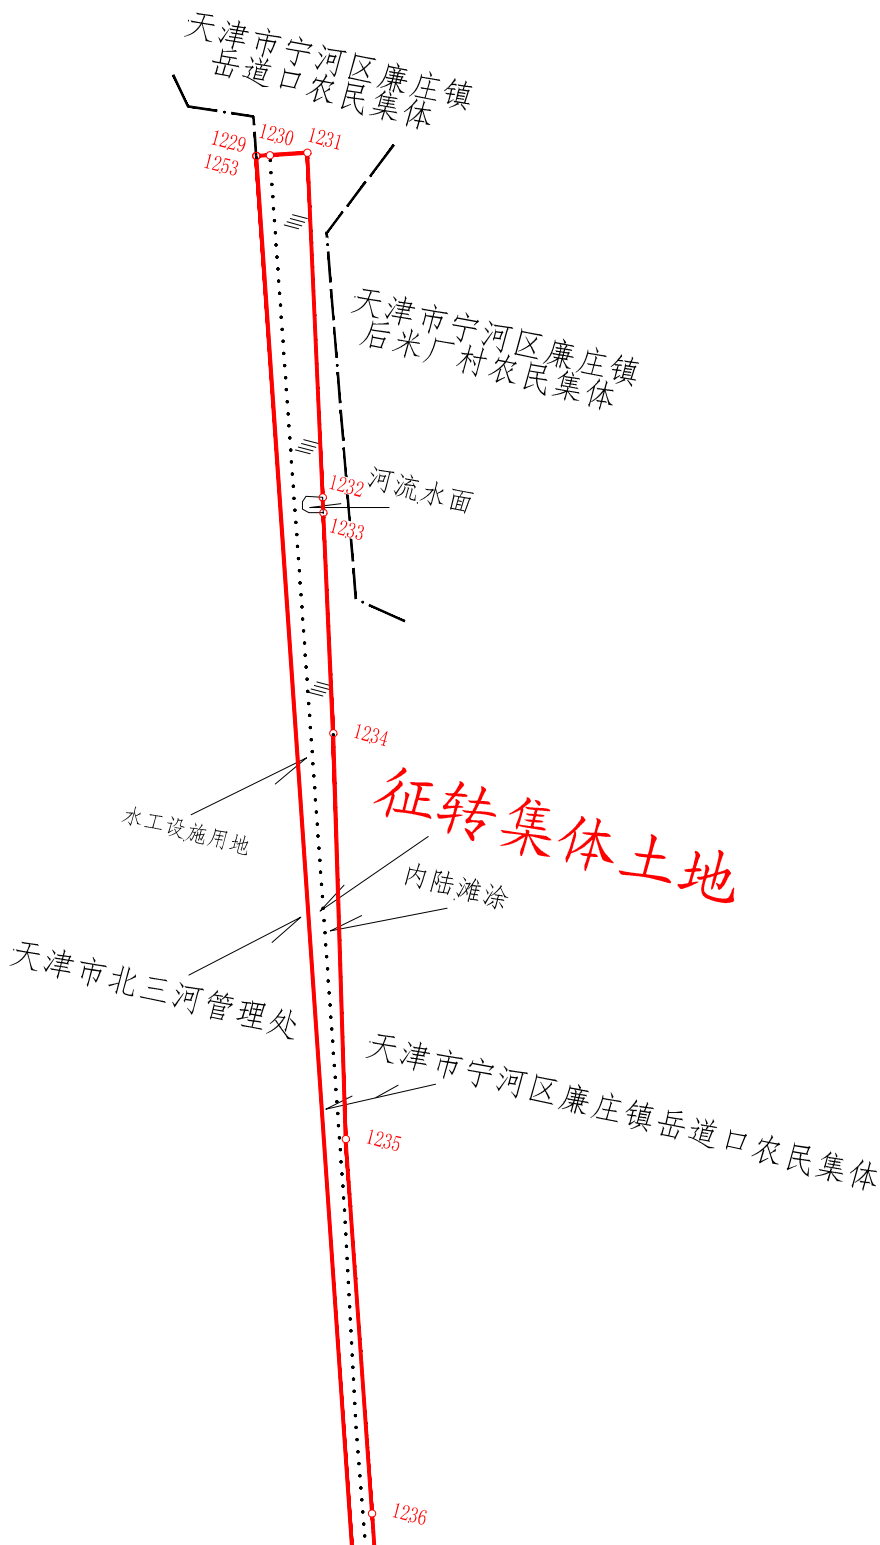 天津市宁河区廉庄镇
岳道口农民集体
1229
1230
1231
1253
天津市宁河区廉庄镇
后米厂村农民集体
1232
河流水面
1233
1234
征转集体土地
水工设施用地
内陆滩涂
天津市北三河管理处
天津市宁河区廉庄镇岳道口农民集体
1235
1236